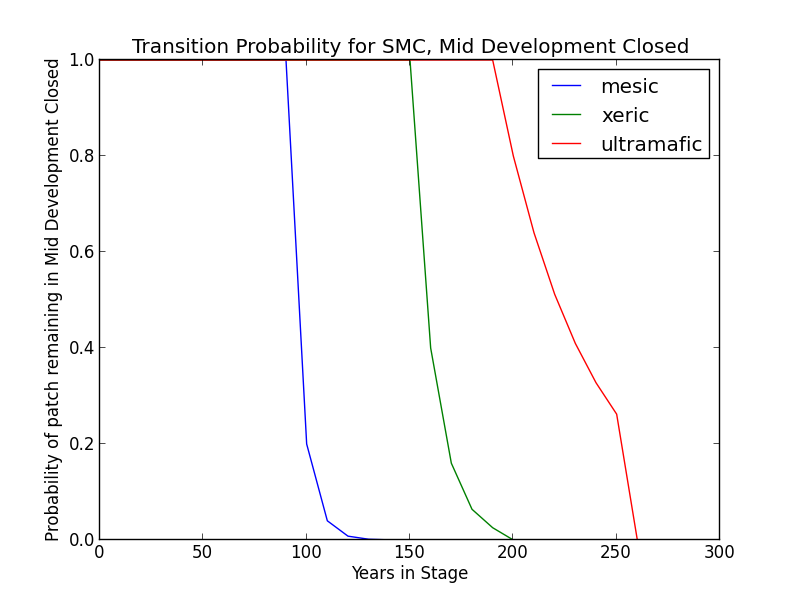 Transition Probability for SMC, Mid Development Closed
Probability of patch remaining in Mid Development Closed
1.0
0.8
0.6
0.4
0.2
0.0
mesic
xeric
ultramafic
0 50 100 150 200 250 300
Years in Stage